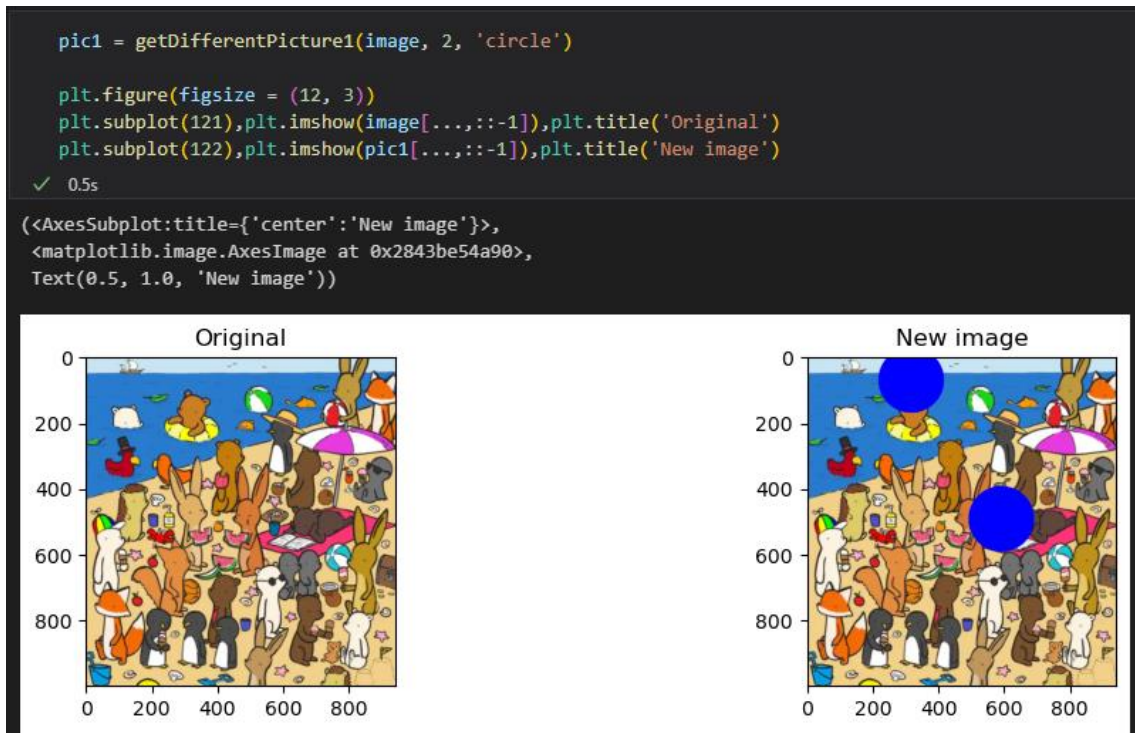 pic1 = getDifferentPicture1(image, 2, 'circle')
plt.figure(figsize = (12, 3))
plt.subplot(121),plt.imshow(image[...,::-1]),plt.title('Original')
plt.subplot(122),plt.imshow(pic1[...,::-1]),plt.title('New image')
✓ 0.5s
(<AxesSubplot:title={'center':'New image'}>,
<matplotlib.image.AxesImage at 0x2843be54a90>,
Text(0.5, 1.0, 'New image'))
Original
0
200
400
600
800
0 200 400 600 800
New image
0
200
400
600
800
0 200 400 600 800